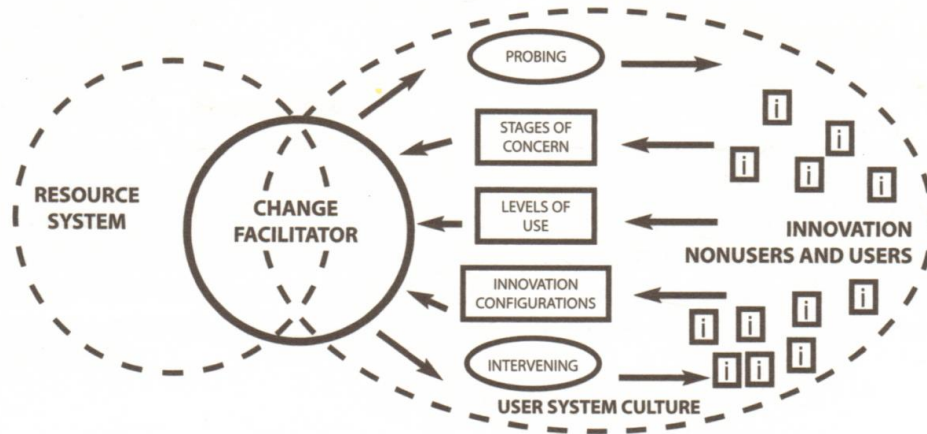 PROBING
STAGES OF
CONCERN
LEVELS OF
USE
INNOVATION
CONFIGURATIONS
INTERVENING
RESOURCE
SYSTEM
CHANGE
FACILITATOR
i
i
i
i
i
INNOVATION
NONUSERS AND USERS
i
i
i
i
i
i
i
USER SYSTEM CULTURE